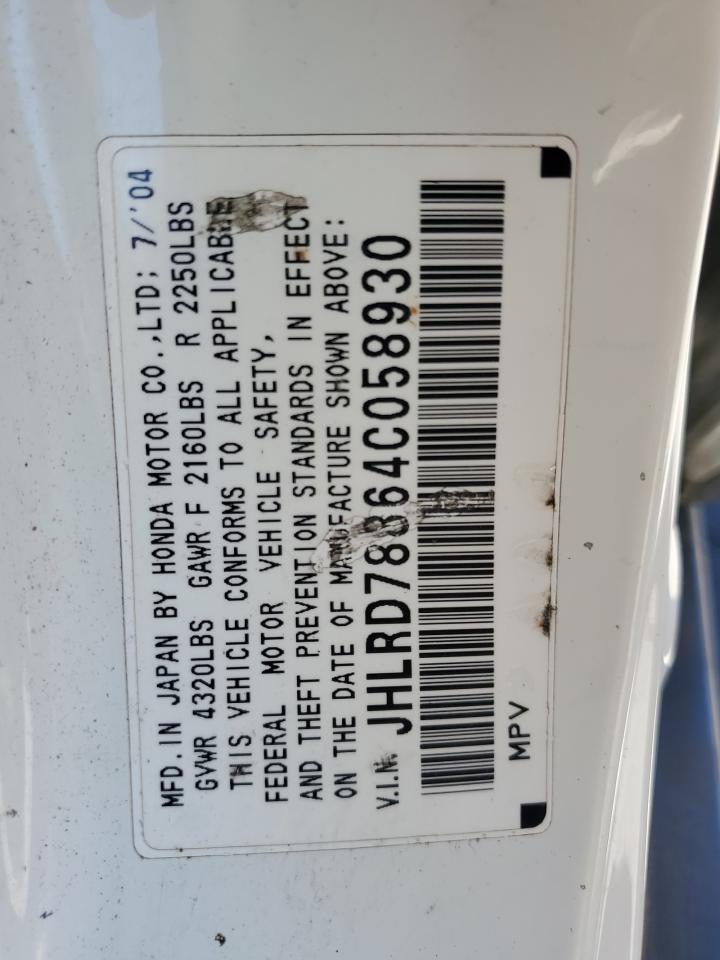 MFD.IN JAPAN BY HONDA MOTOR CO.,LTD; 7/'04
GVWR 4320LBS GAWR F 2160LBS R 2250LBS
THIS VEHICLE CONFORMS TO ALL APPLICABLE
FEDERAL MOTOR VEHICLE SAFETY,
AND THEFT PREVENTION STANDARDS IN EFFECT
ON THE DATE OF MANUFACTURE SHOWN ABOVE:
V.I.N. JHLRD78864C058930
MPV